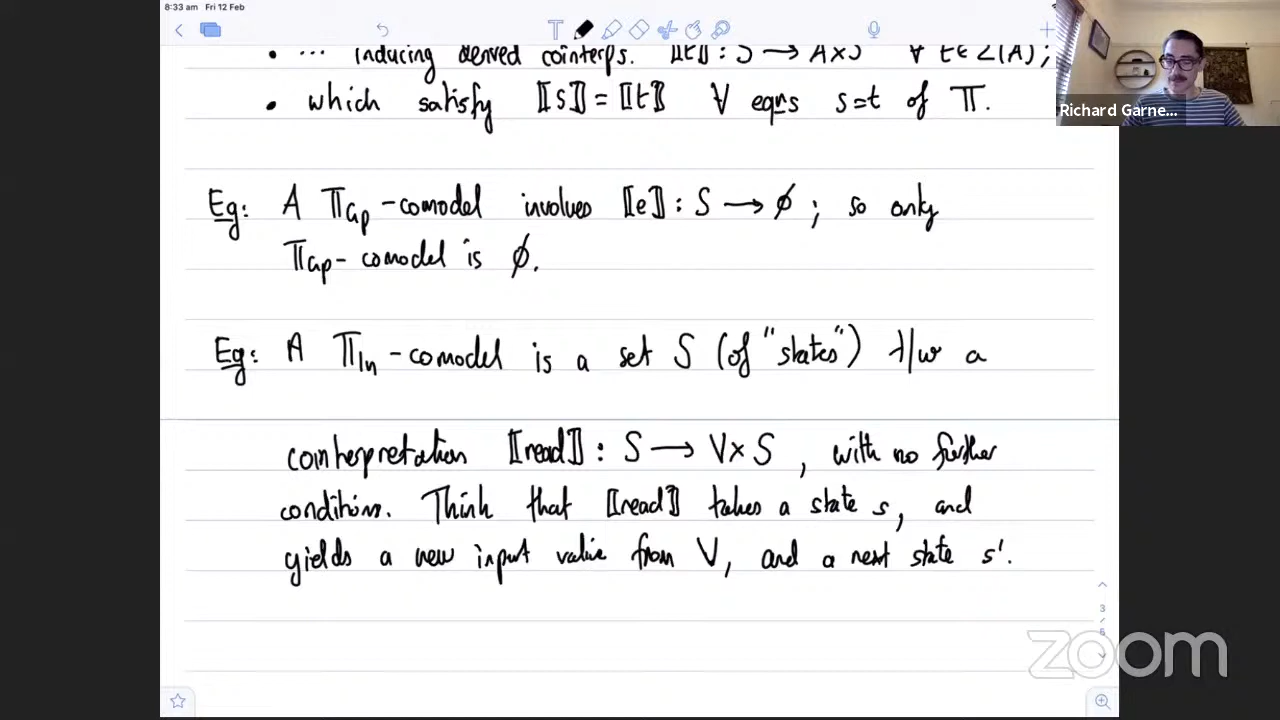 8:33 am Fri 12 Feb
• ... inducing derived cointerps. ⟦t⟧ : S → A×S ∀ t∈Σ(A);
• which satisfy ⟦s⟧ = ⟦t⟧ ∀ eqns s=t of 𝕋.
Richard Garne...
Eg: A 𝕋ap-comodel involves ⟦e⟧ : S → ∅ ; so only
𝕋ap-comodel is ∅.
Eg: A 𝕋In-comodel is a set S (of "states") t/w a
cointerpretation ⟦read⟧ : S → V×S , with no further
conditions. Think that ⟦read⟧ takes a state s, and
yields a new input value from V, and a next state s'.
3
/
5
zoom